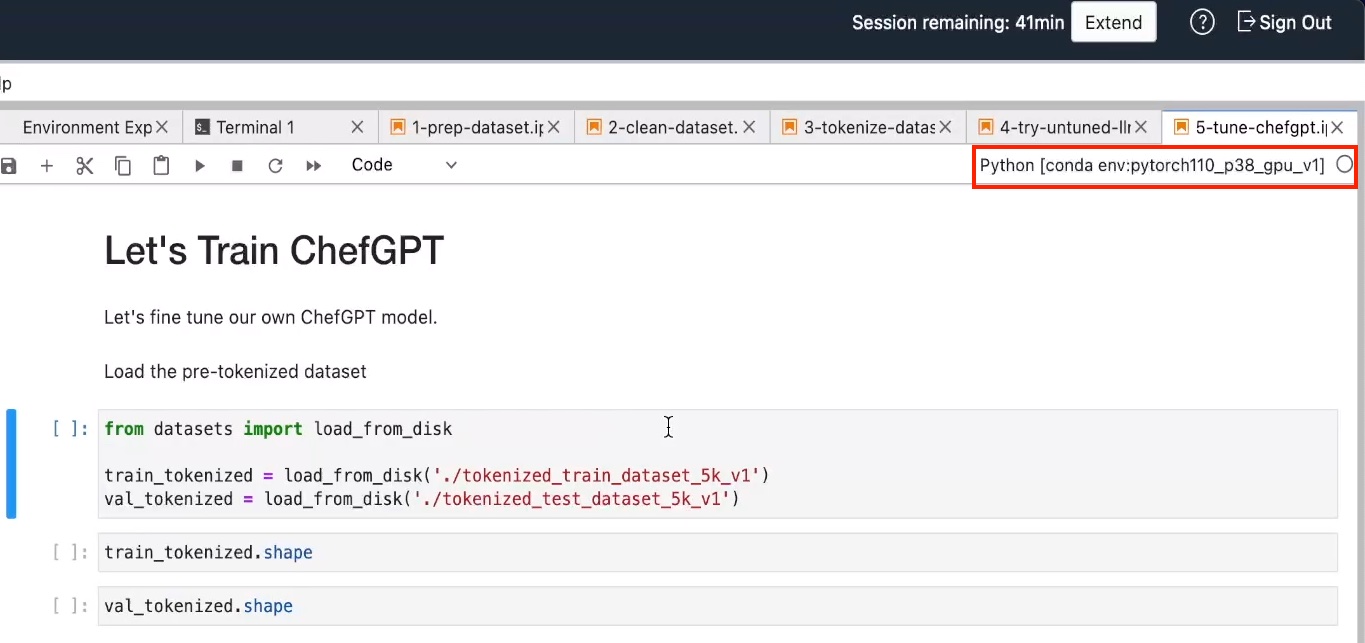 Session remaining: 41min Extend ? Sign Out
lp
Environment Exp Terminal 1 1-prep-dataset.ip 2-clean-dataset. 3-tokenize-datas 4-try-untuned-llr 5-tune-chefgpt.i
Code Python [conda env:pytorch110_p38_gpu_v1]
Let's Train ChefGPT
Let's fine tune our own ChefGPT model.
Load the pre-tokenized dataset
[ ]: from datasets import load_from_disk
train_tokenized = load_from_disk('./tokenized_train_dataset_5k_v1')
val_tokenized = load_from_disk('./tokenized_test_dataset_5k_v1')
[ ]: train_tokenized.shape
[ ]: val_tokenized.shape